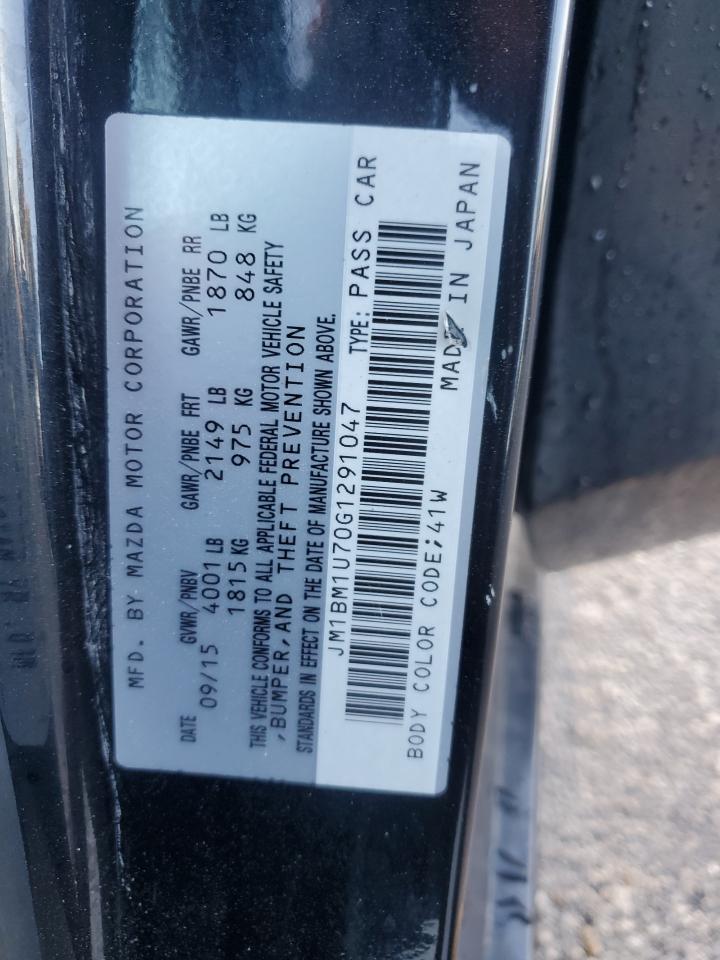 MFD. BY MAZDA MOTOR CORPORATION
DATE GVWR/PNBV GAWR/PNBE FRT GAWR/PNBE RR
09/15 4001 LB 2149 LB 1870 LB
1815 KG 975 KG 848 KG
THIS VEHICLE CONFORMS TO ALL APPLICABLE FEDERAL MOTOR VEHICLE SAFETY
,BUMPER,AND THEFT PREVENTION
STANDARDS IN EFFECT ON THE DATE OF MANUFACTURE SHOWN ABOVE.
JM1BM1U70G1291047 TYPE: PASS CAR
BODY COLOR CODE;41W MADE IN JAPAN